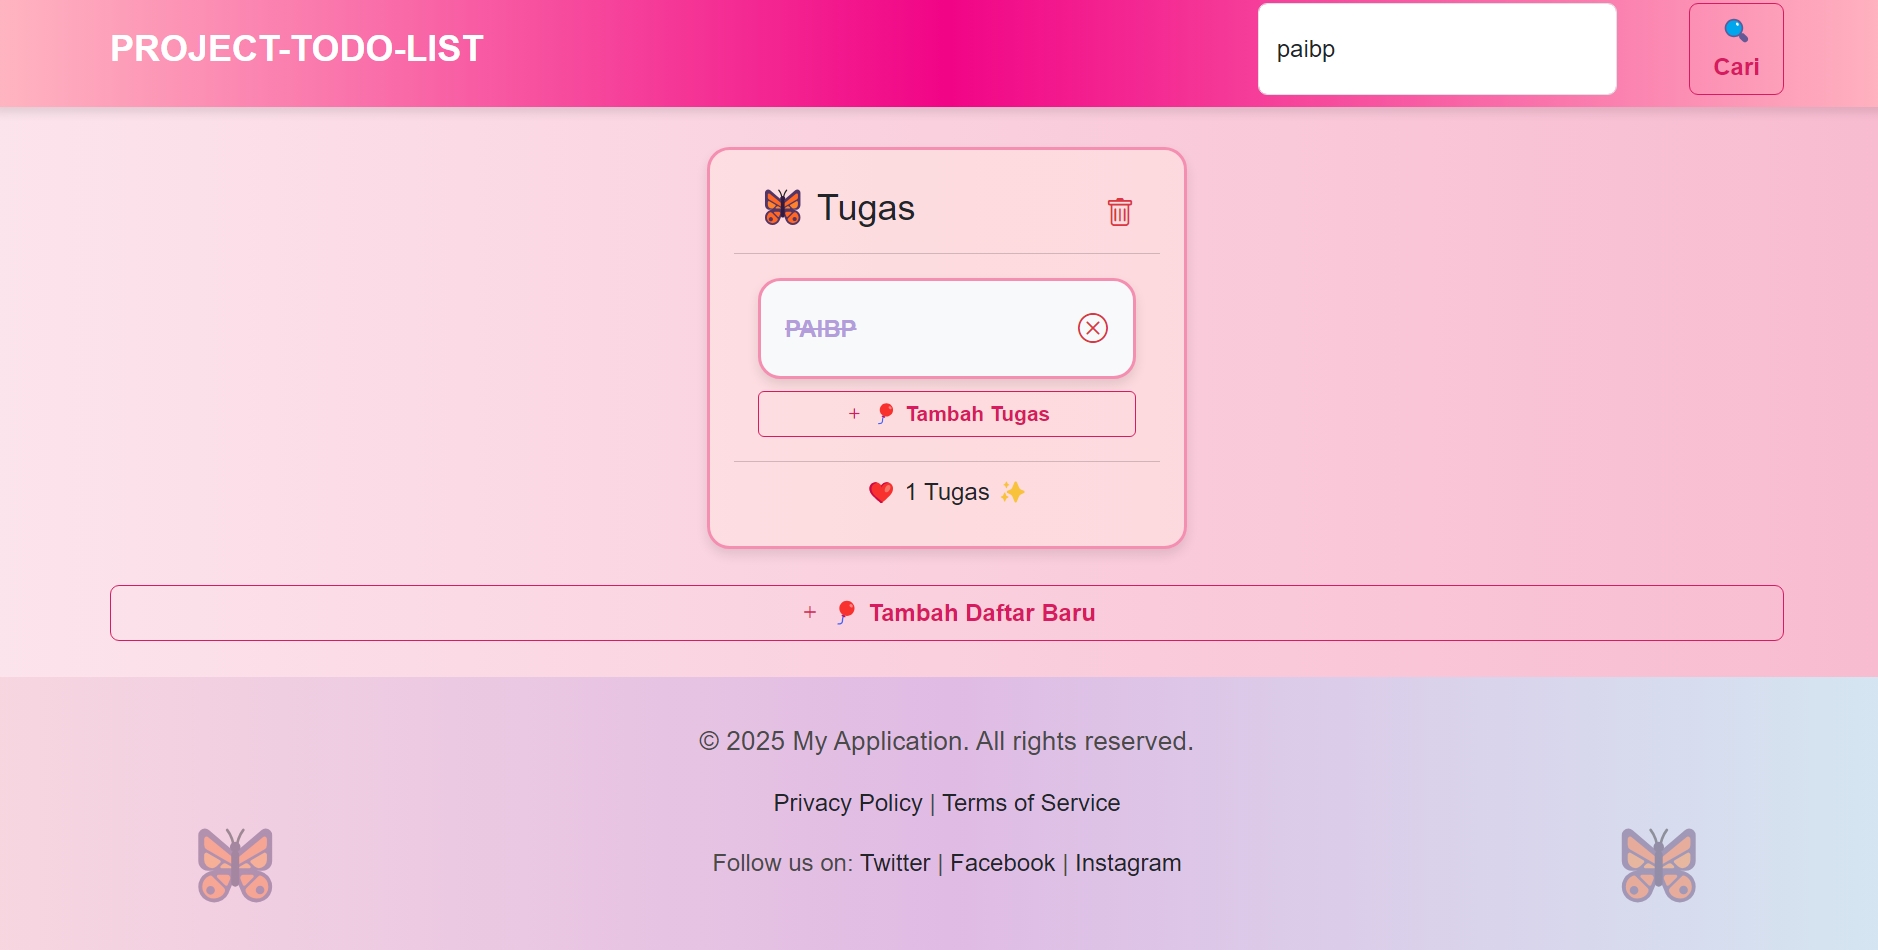 PROJECT-TODO-LIST
paibp
Cari
Tugas
PAIBP
+ Tambah Tugas
1 Tugas
+ Tambah Daftar Baru
© 2025 My Application. All rights reserved.
Privacy Policy | Terms of Service
Follow us on: Twitter | Facebook | Instagram